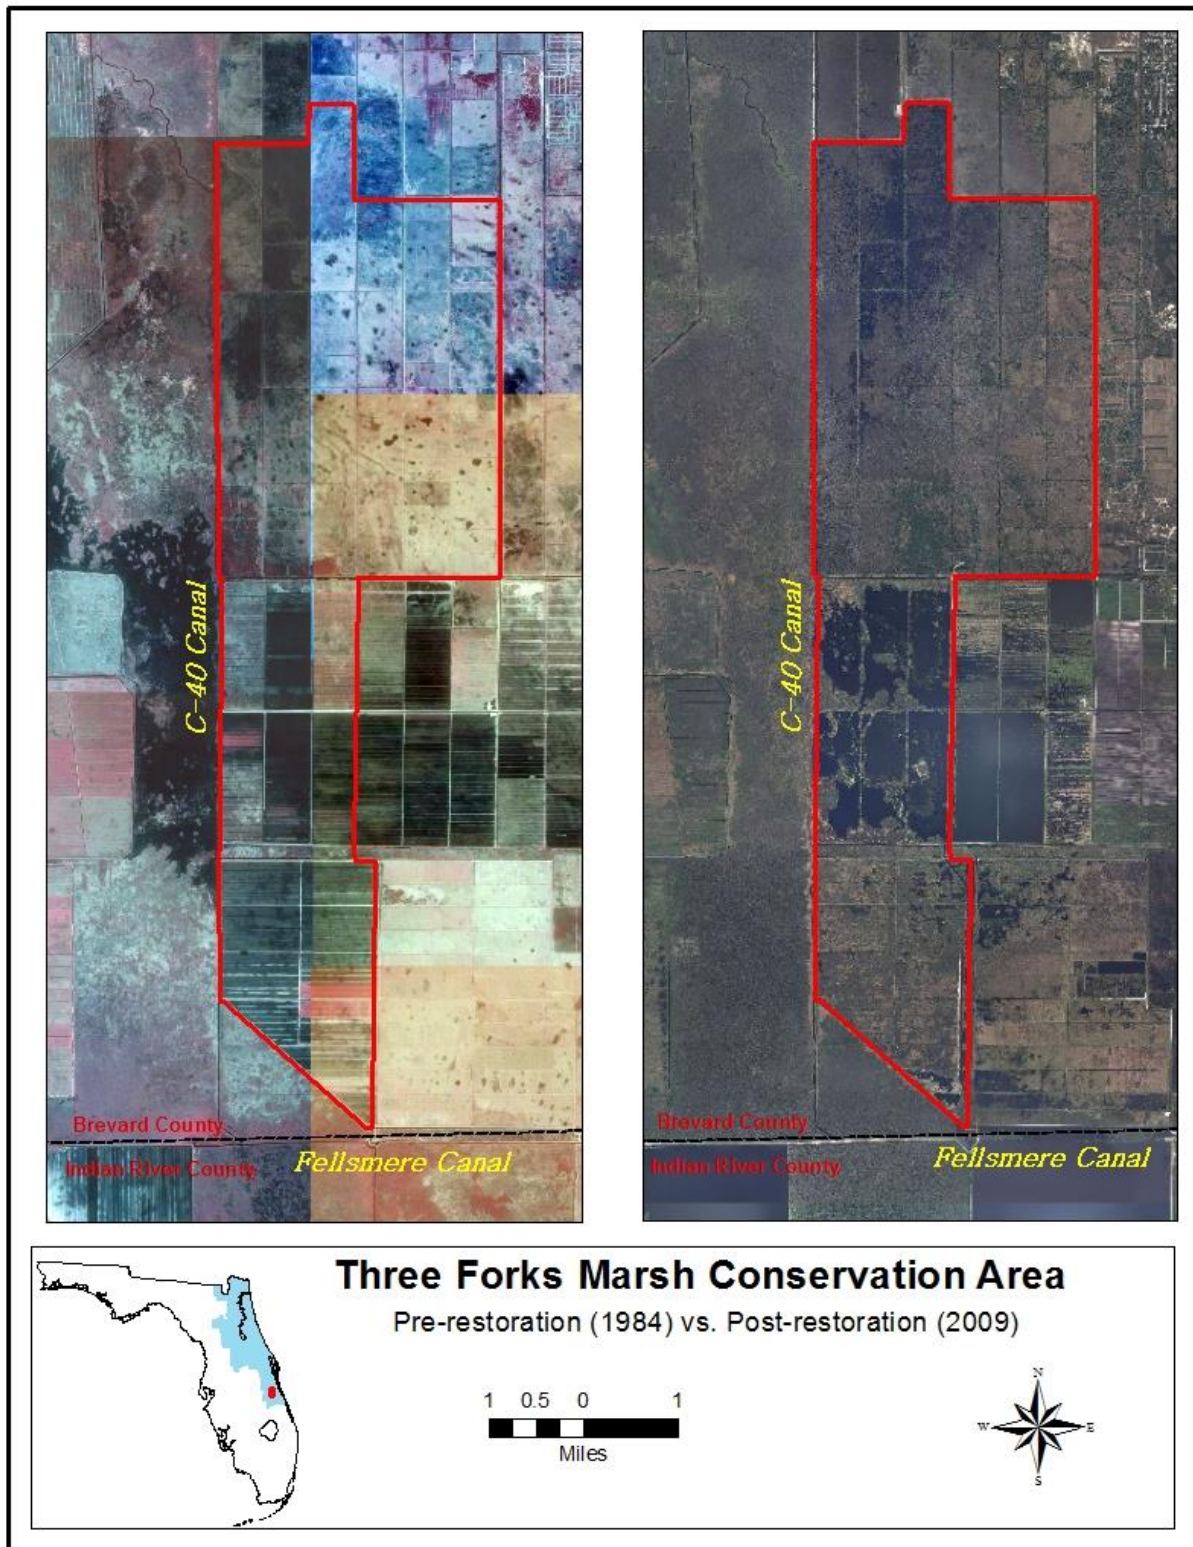 C-40 Canal
Brevard County
Indian River County
Fellsmere Canal
C-40 Canal
Brevard County
Indian River County
Fellsmere Canal
Three Forks Marsh Conservation Area
Pre-restoration (1984) vs. Post-restoration (2009)
1 0.5 0 1
Miles
N
W E
S